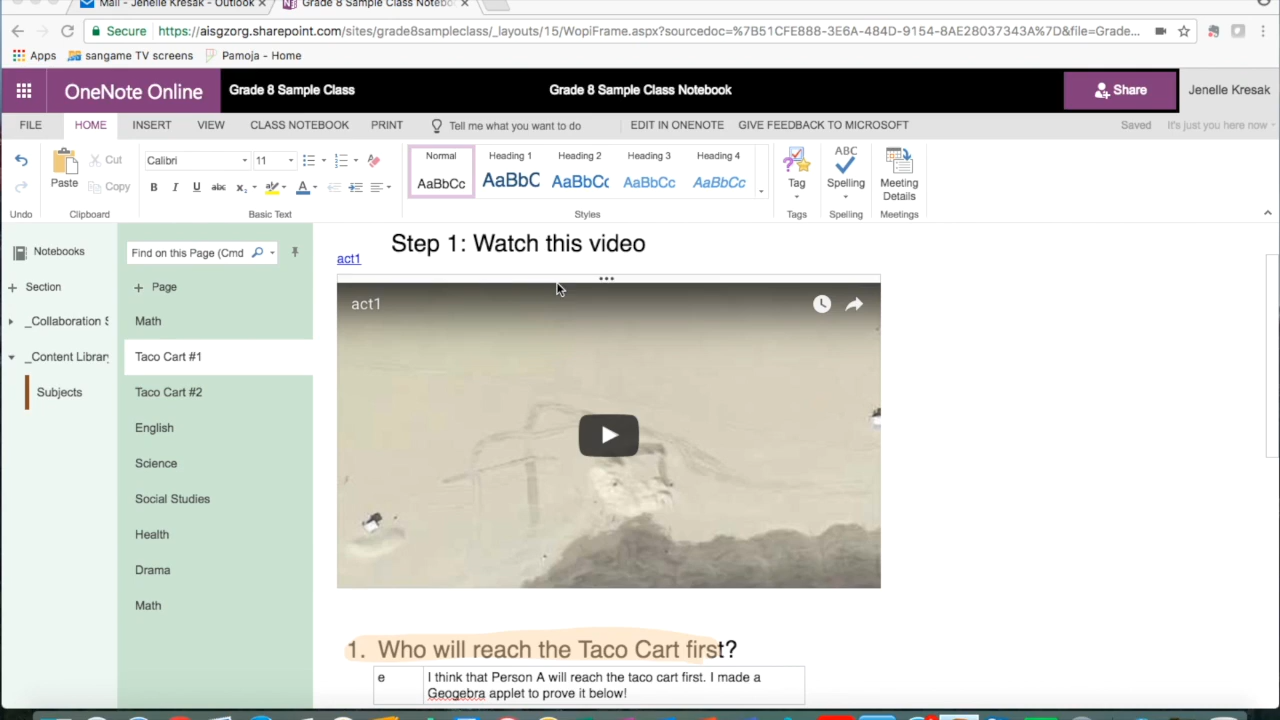 Mail - Jenelle Kresak - Outlook
Grade 8 Sample Class Notebo
Secure
https://aisgzorg.sharepoint.com/sites/grade8sampleclass/_layouts/15/WopiFrame.aspx?sourcedoc=%7B51CFE888-3E6A-484D-9154-8AE28037343A%7D&file=Grade...
Apps
sangame TV screens
Pamoja - Home
OneNote Online
Grade 8 Sample Class
Grade 8 Sample Class Notebook
Share
Jenelle Kresak
FILE
HOME
INSERT
VIEW
CLASS NOTEBOOK
PRINT
Tell me what you want to do
EDIT IN ONENOTE
GIVE FEEDBACK TO MICROSOFT
Saved
It's just you here now
Paste
Cut
Copy
Calibri
11
B I U abc x₂ A
Normal
AaBbCc
Heading 1
AaBbC
Heading 2
AaBbCc
Heading 3
AaBbCc
Heading 4
AaBbCc
Tag
ABC
Spelling
Meeting
Details
Undo
Clipboard
Basic Text
Styles
Tags
Spelling
Meetings
Notebooks
Section
_Collaboration S
_Content Librar
Subjects
Find on this Page (Cmd
Page
Math
Taco Cart #1
Taco Cart #2
English
Science
Social Studies
Health
Drama
Math
Step 1: Watch this video
act1
act1
1. Who will reach the Taco Cart first?
e
I think that Person A will reach the taco cart first. I made a
Geogebra applet to prove it below!